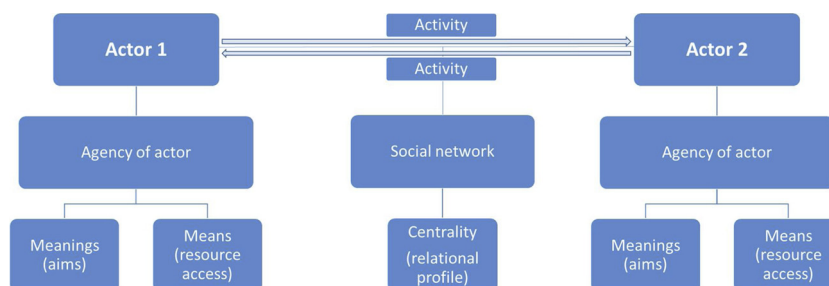 Activity
Actor 1
Actor 2
Activity
Agency of actor
Social network
Agency of actor
Meanings
(aims)
Means
(resource
access)
Centrality
(relational
profile)
Meanings
(aims)
Means
(resource
access)